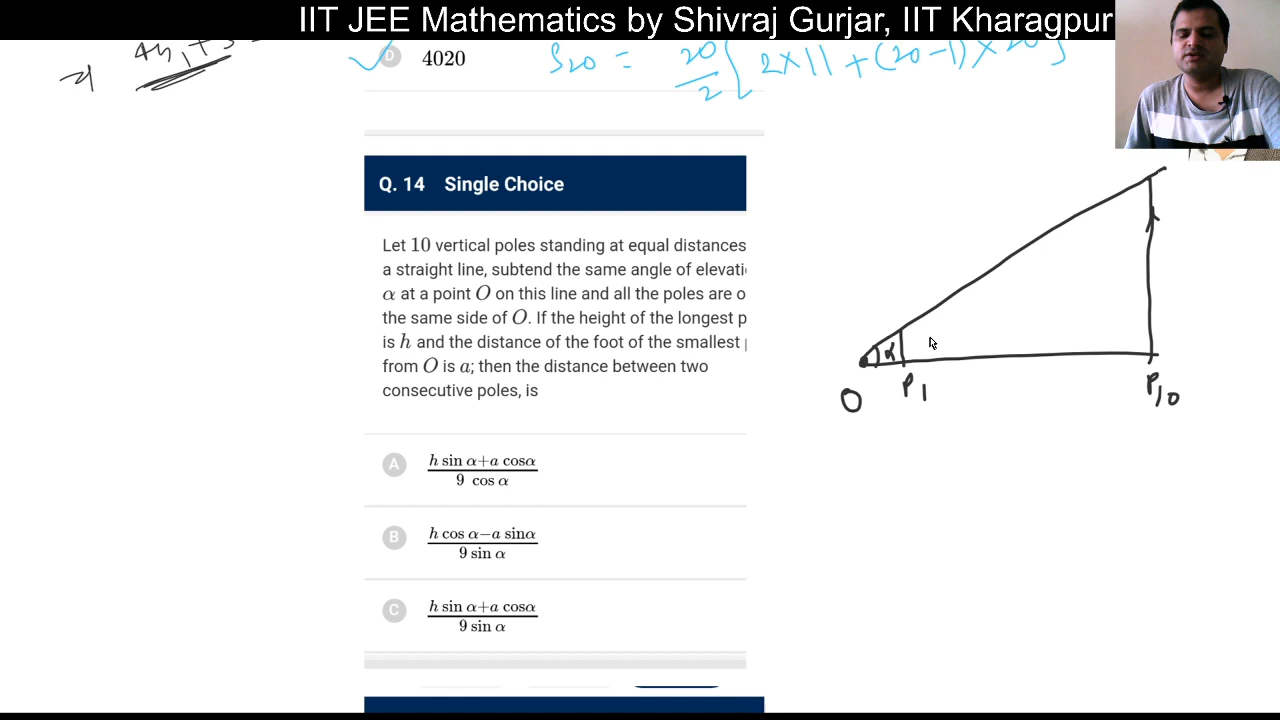 IIT JEE Mathematics by Shivraj Gurjar, IIT Kharagpur
D 4020
S20 = 20/2 { 2×11 + (20-1)×20 }
Q. 14 Single Choice
Let 10 vertical poles standing at equal distances
a straight line, subtend the same angle of
α at a point O on this line and all the poles are
the same side of O. If the height of the longest
is h and the distance of the foot of the smallest
from O is a; then the distance between two
consecutive poles, is
A (h sin α+a cosα)/(9 cos α)
B (h cos α−a sinα)/(9 sin α)
C (h sin α+a cosα)/(9 sin α)
α
O P1 P10